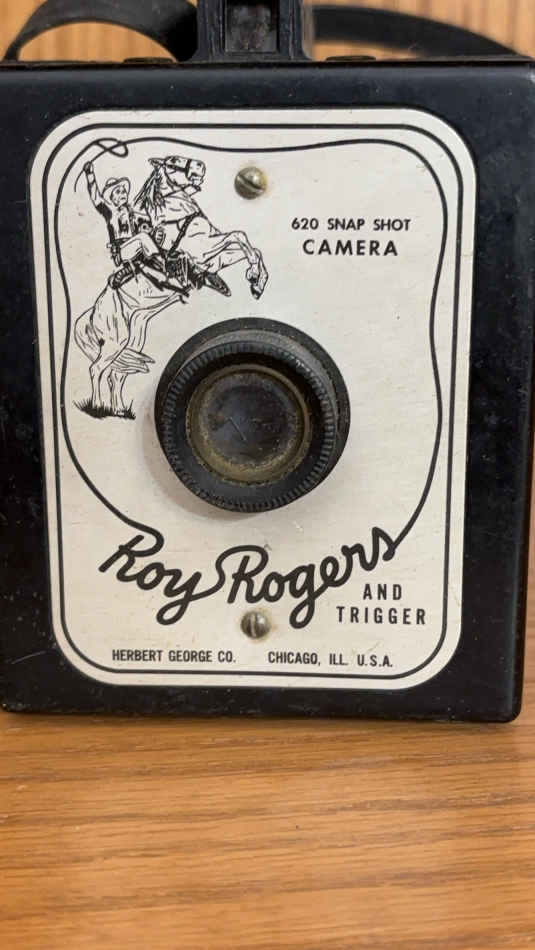 620 SNAP SHOT
CAMERA
Roy Rogers
AND
TRIGGER
HERBERT GEORGE CO. CHICAGO, ILL. U.S.A.